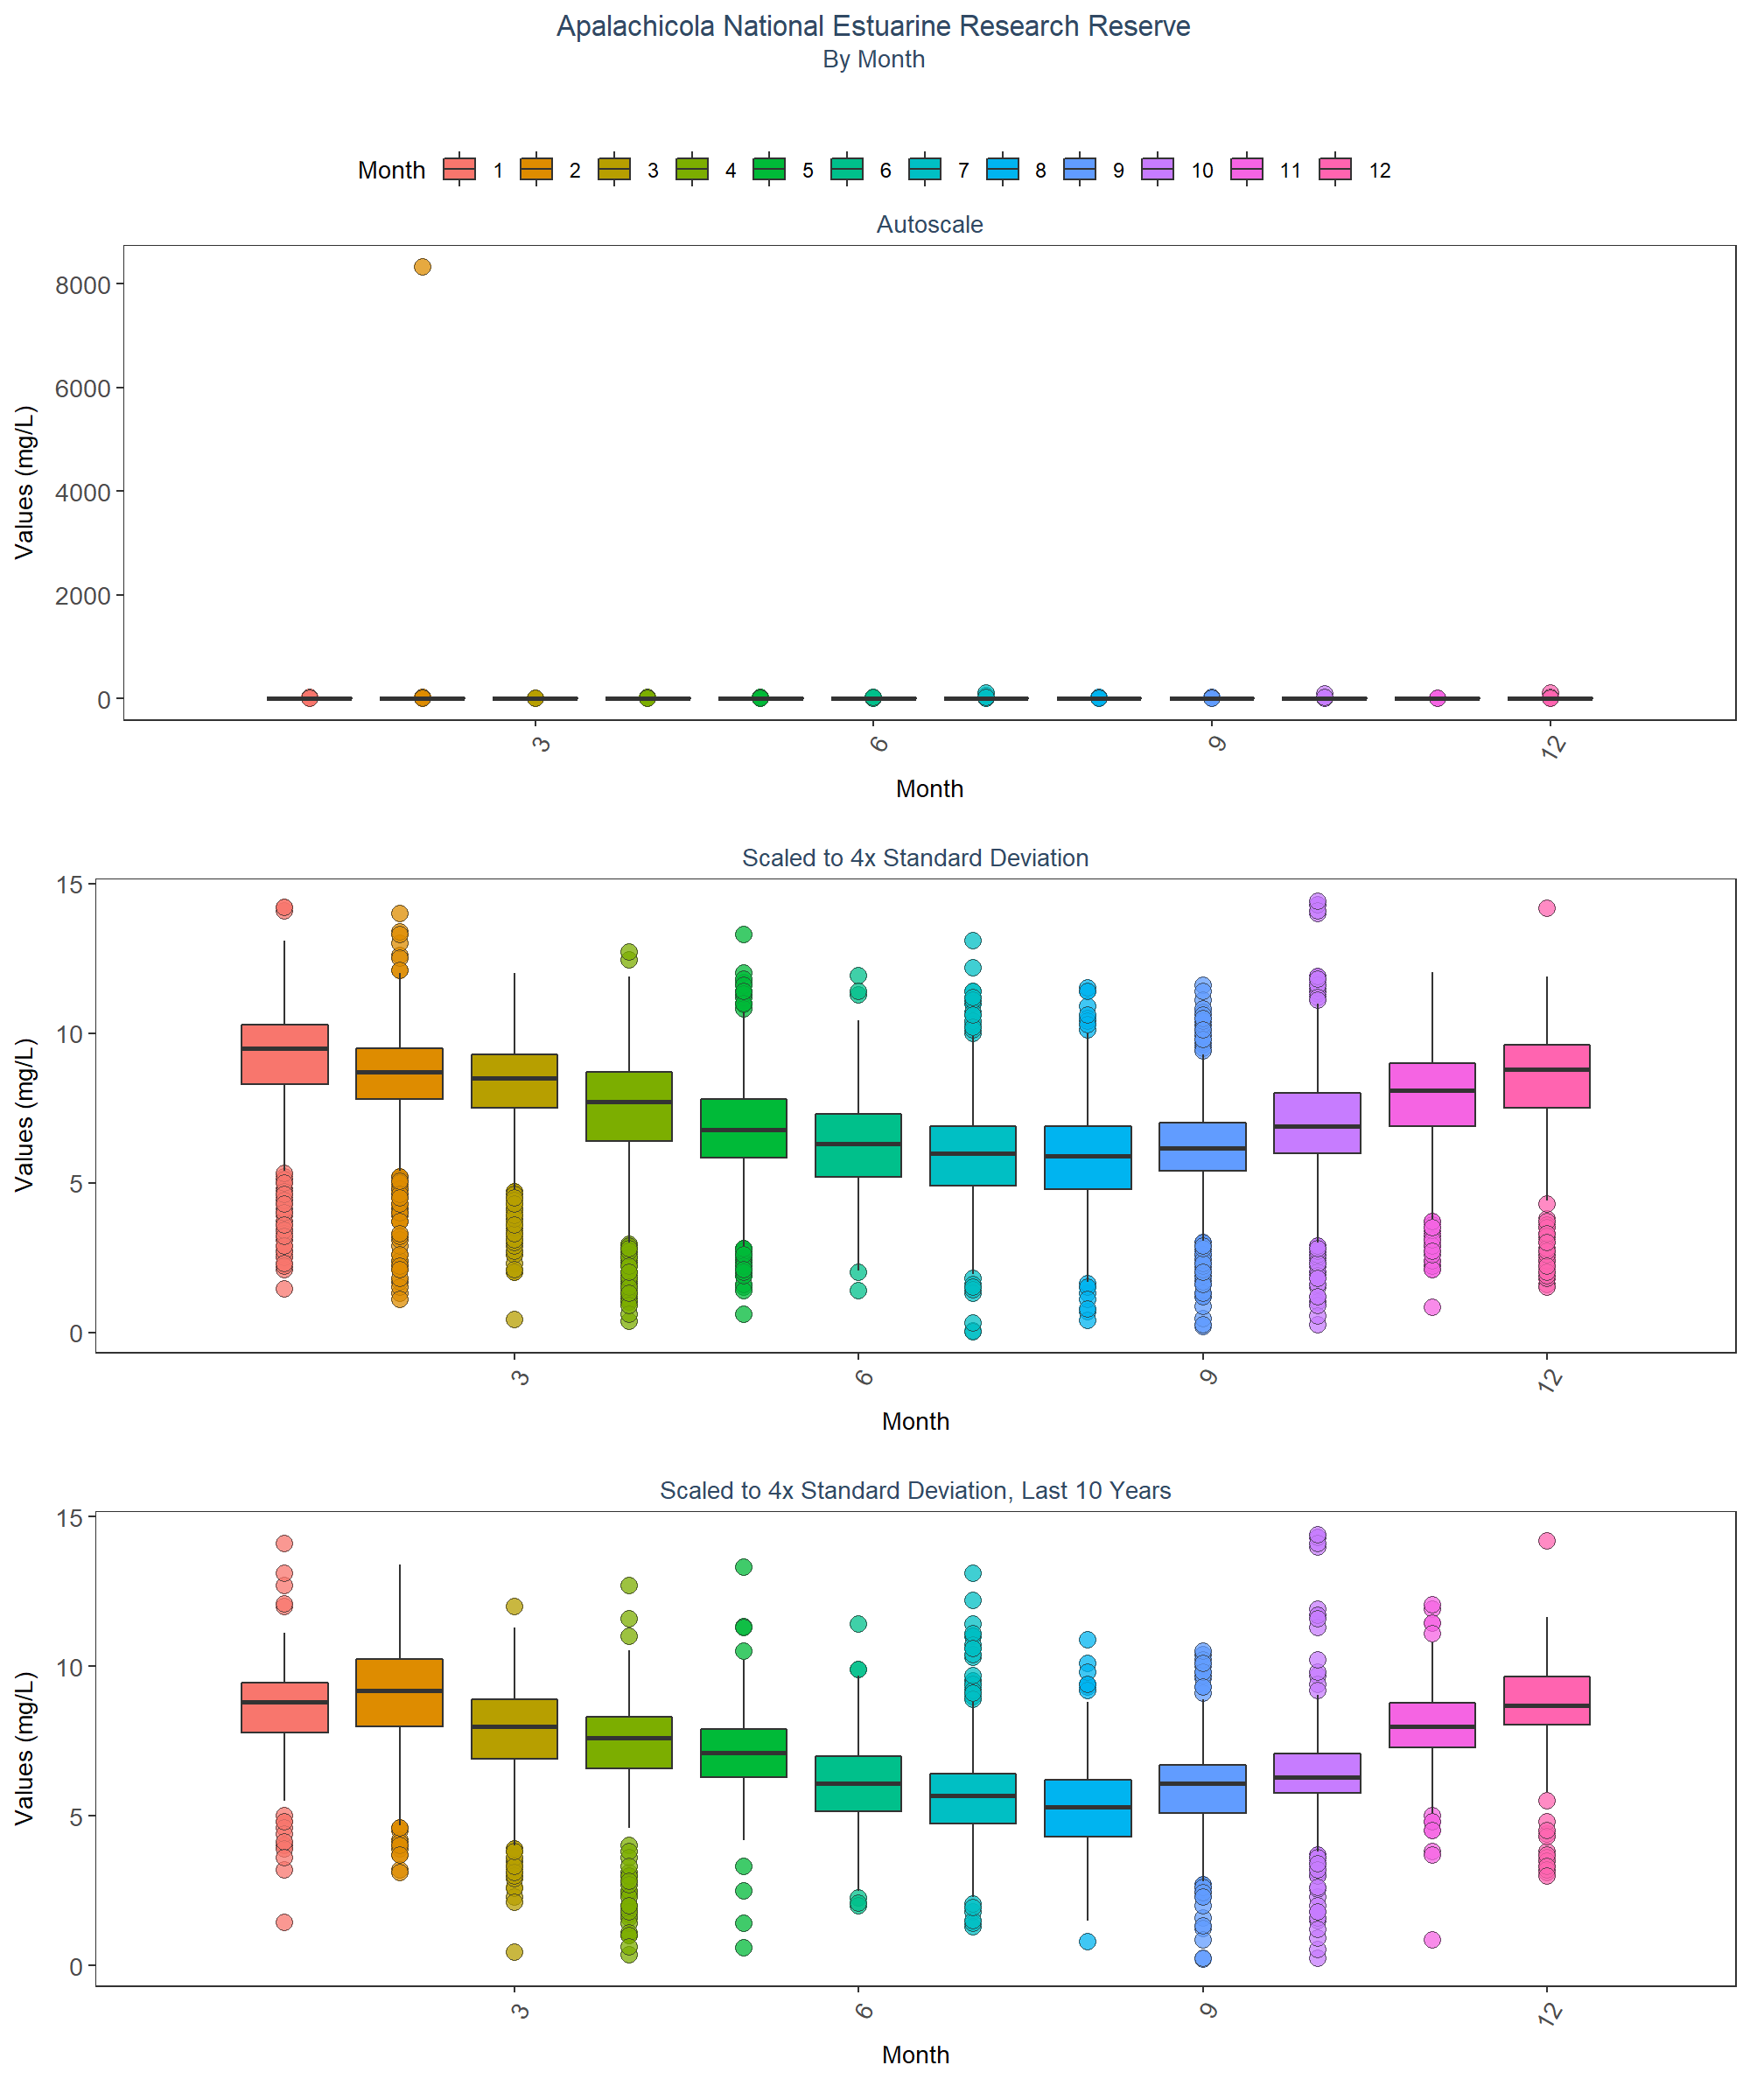 Apalachicola National Estuarine Research Reserve
By Month
Month 1 2 3 4 5 6 7 8 9 10 11 12
Autoscale
Values (mg/L)
8000
6000
4000
2000
0
3 6 9 12
Month
Scaled to 4x Standard Deviation
Values (mg/L)
15
10
5
0
3 6 9 12
Month
Scaled to 4x Standard Deviation, Last 10 Years
Values (mg/L)
15
10
5
0
3 6 9 12
Month